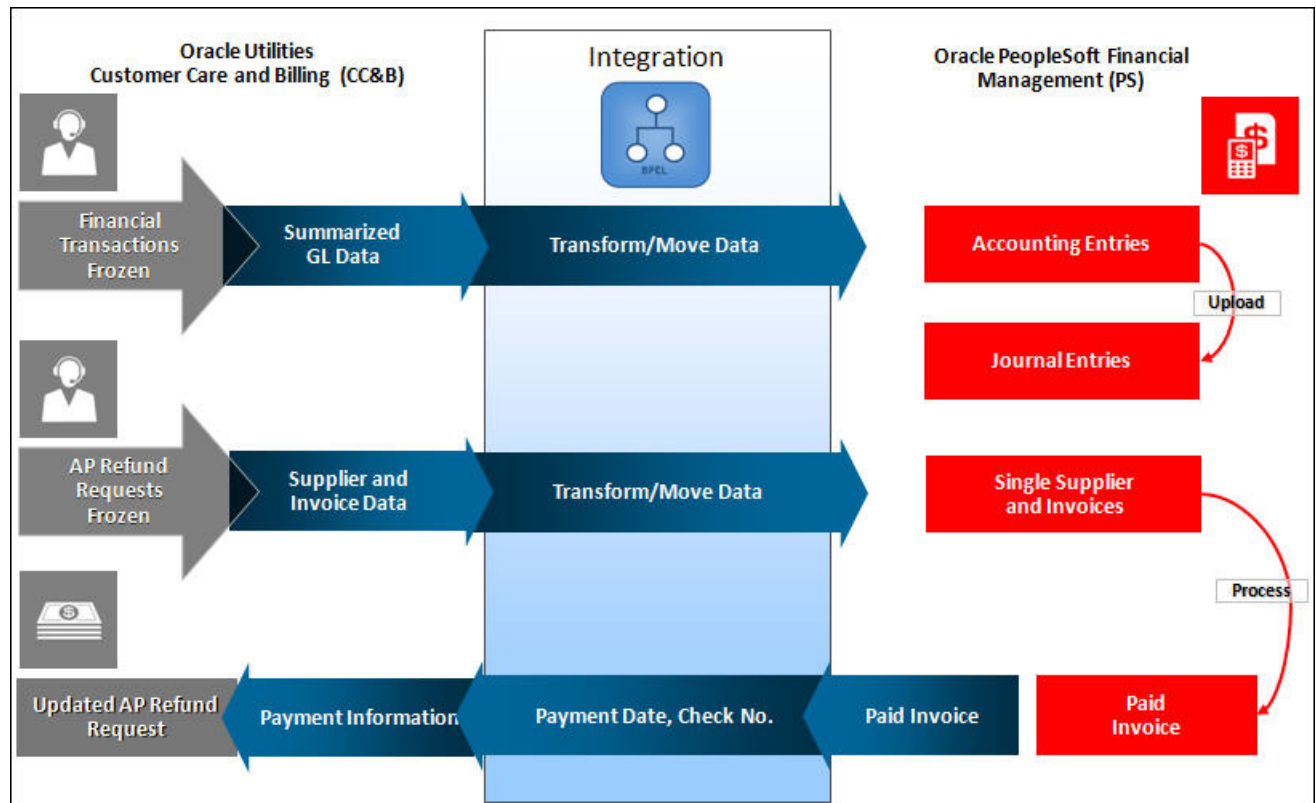 Oracle Utilities
Customer Care and Billing (CC&B)
Integration
Oracle PeopleSoft Financial
Management (PS)
BPEL
Financial
Transactions
Frozen
Summarized
GL Data
Transform/Move Data
Accounting Entries
Upload
Journal Entries
AP Refund
Requests
Frozen
Supplier and
Invoice Data
Transform/Move Data
Single Supplier
and Invoices
Process
Updated AP Refund
Request
Payment Information
Payment Date, Check No.
Paid Invoice
Paid
Invoice